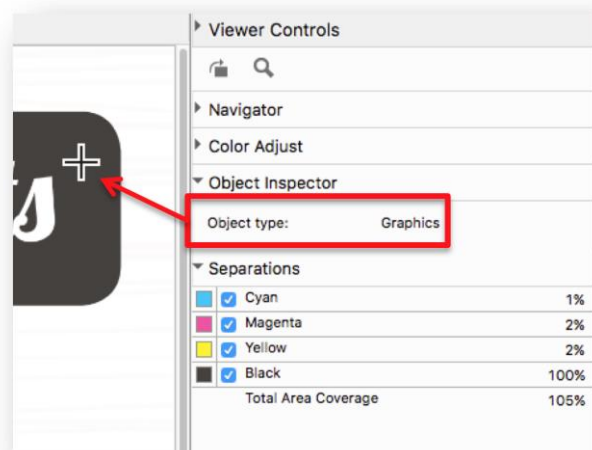 Viewer Controls
Navigator
Color Adjust
Object Inspector
Object type: Graphics
Separations
Cyan 1%
Magenta 2%
Yellow 2%
Black 100%
Total Area Coverage 105%